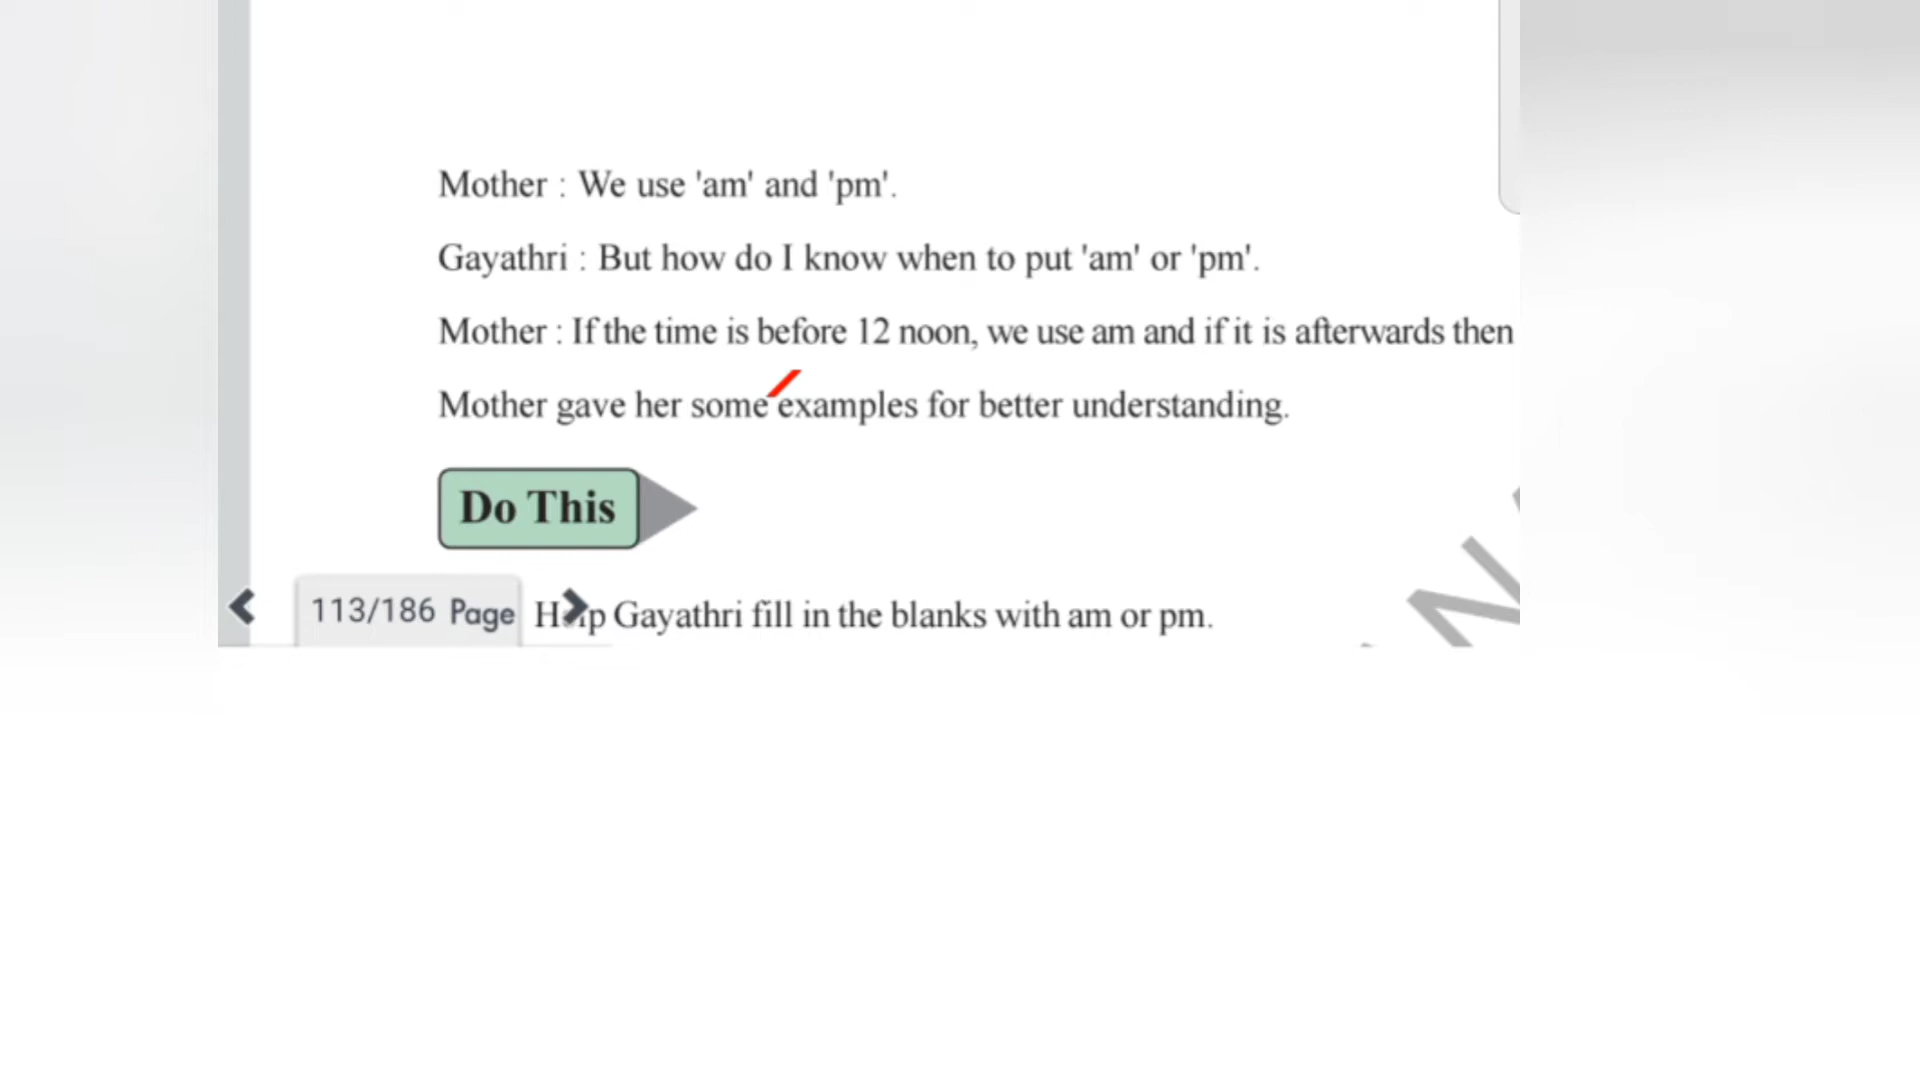 Mother : We use 'am' and 'pm'.
Gayathri : But how do I know when to put 'am' or 'pm'.
Mother : If the time is before 12 noon, we use am and if it is afterwards then
Mother gave her some examples for better understanding.
Do This
113/186 Page
Gayathri fill in the blanks with am or pm.
N